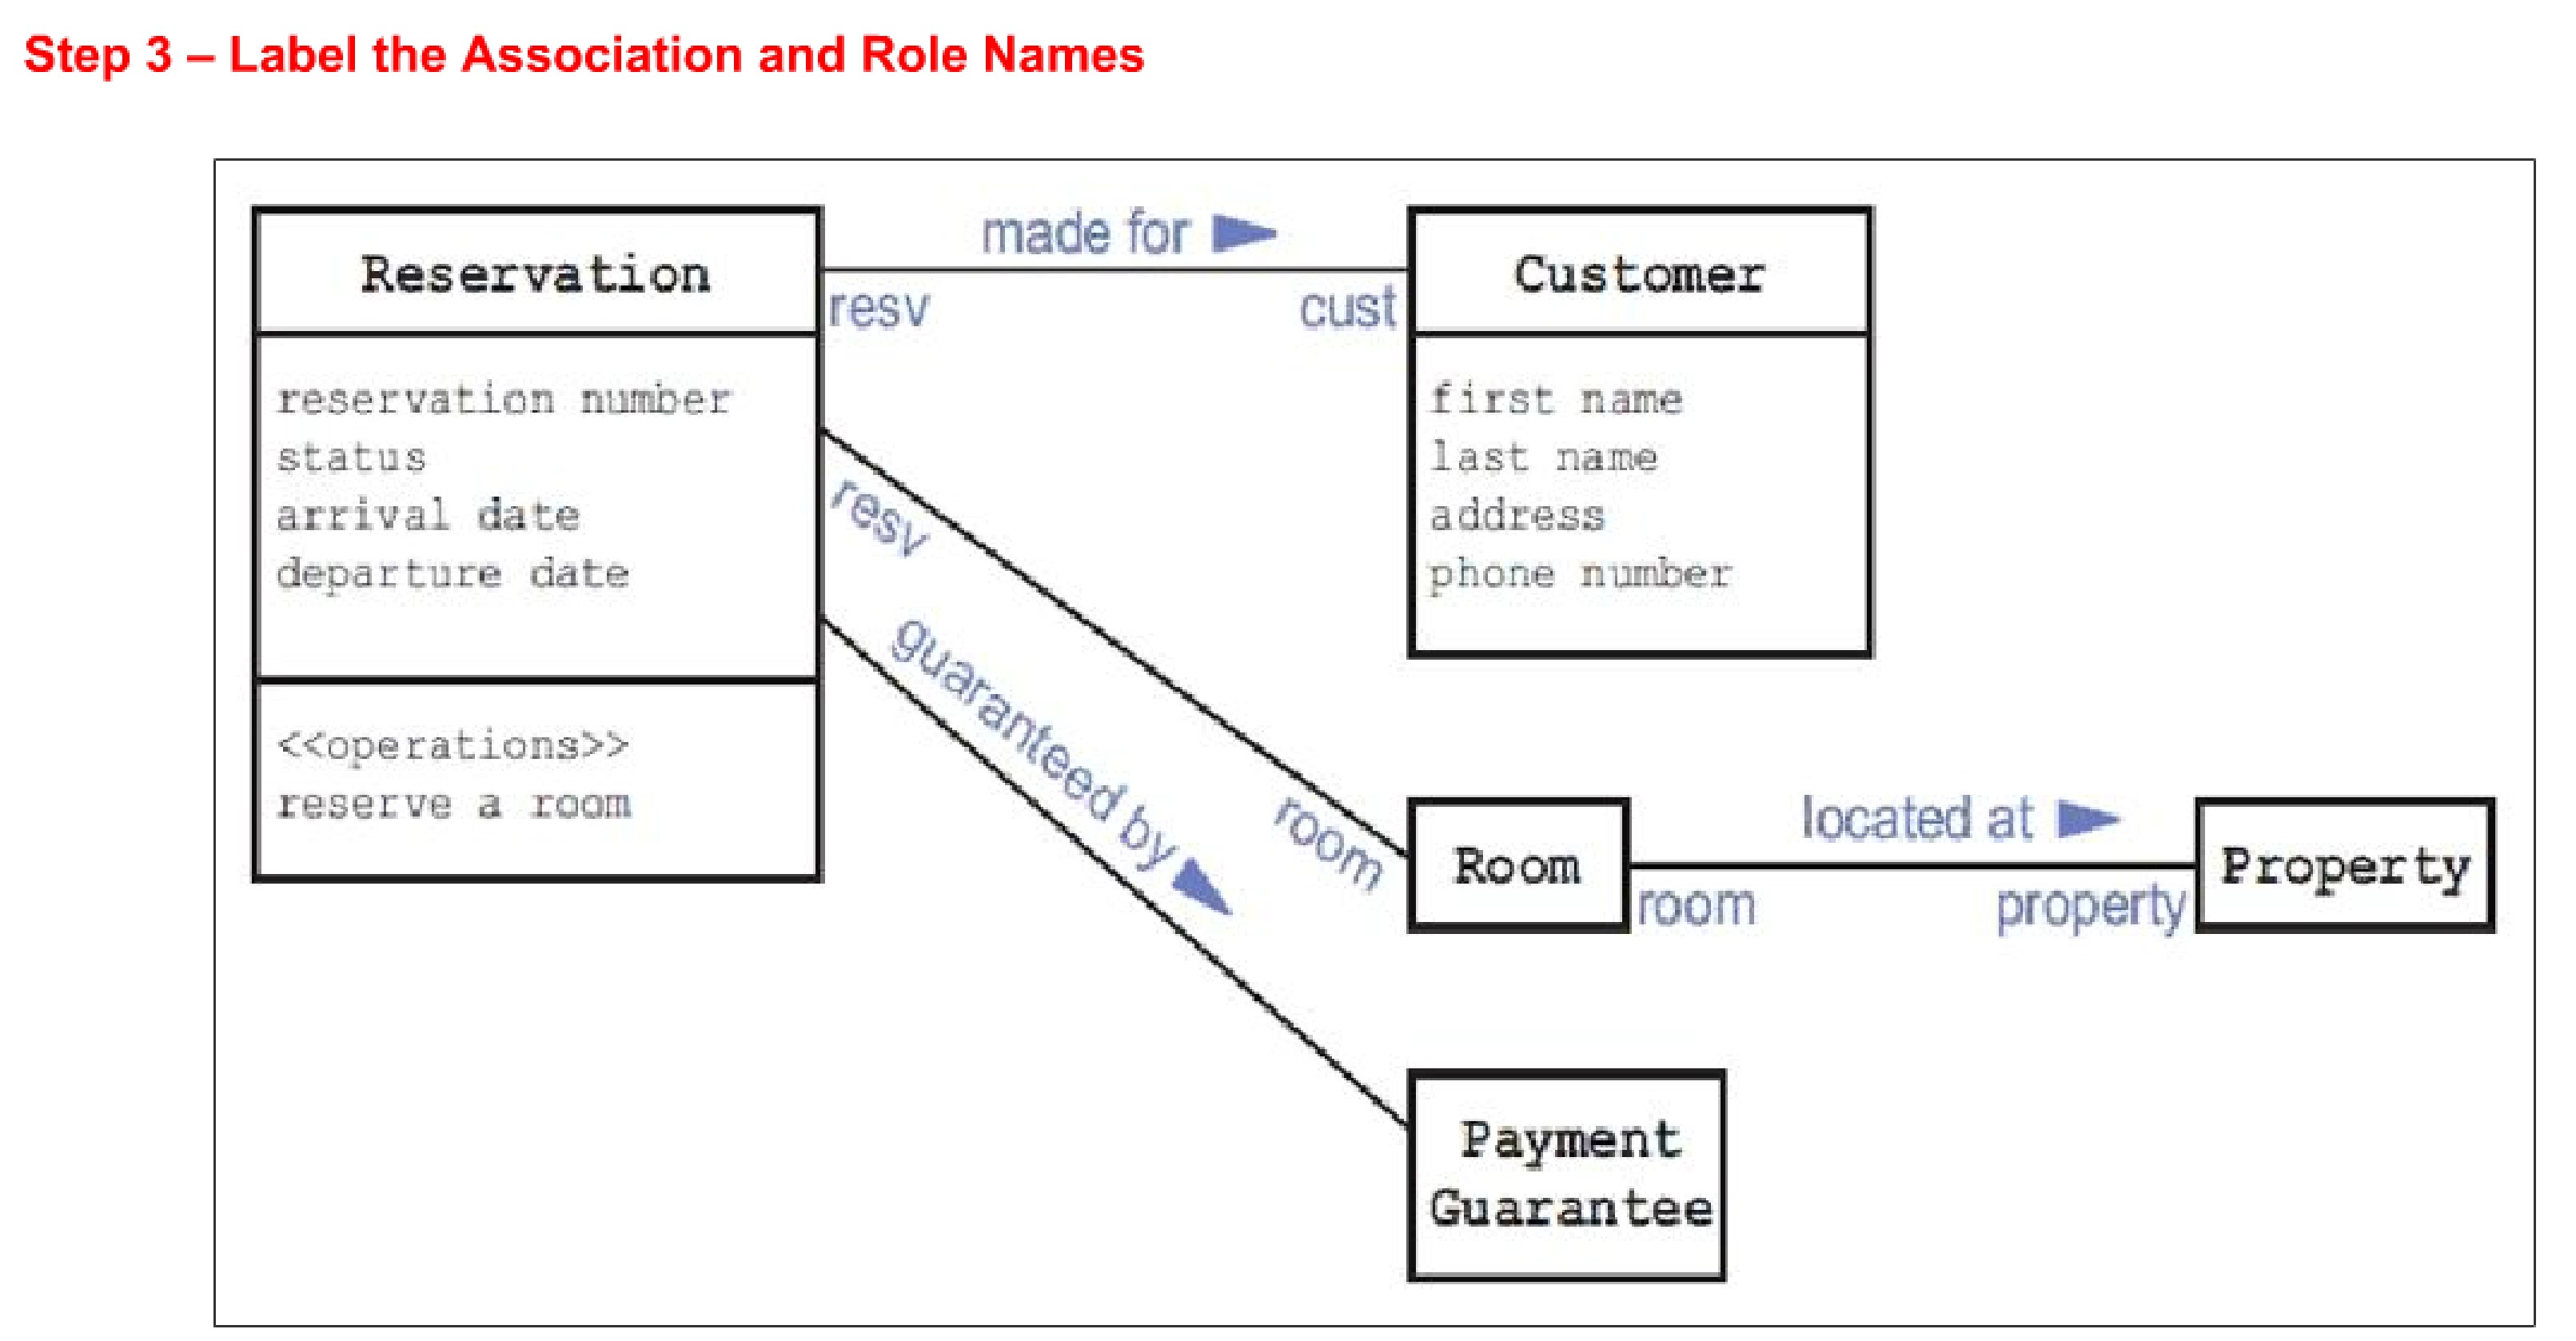 Step 3 – Label the Association and Role Names
made for
Reservation
Customer
resv
cust
reservation number
status
arrival date
departure date
first name
last name
address
phone number
resv
guaranteed by
<<operations>>
reserve a room
room
located at
Room
Property
room
property
Payment
Guarantee